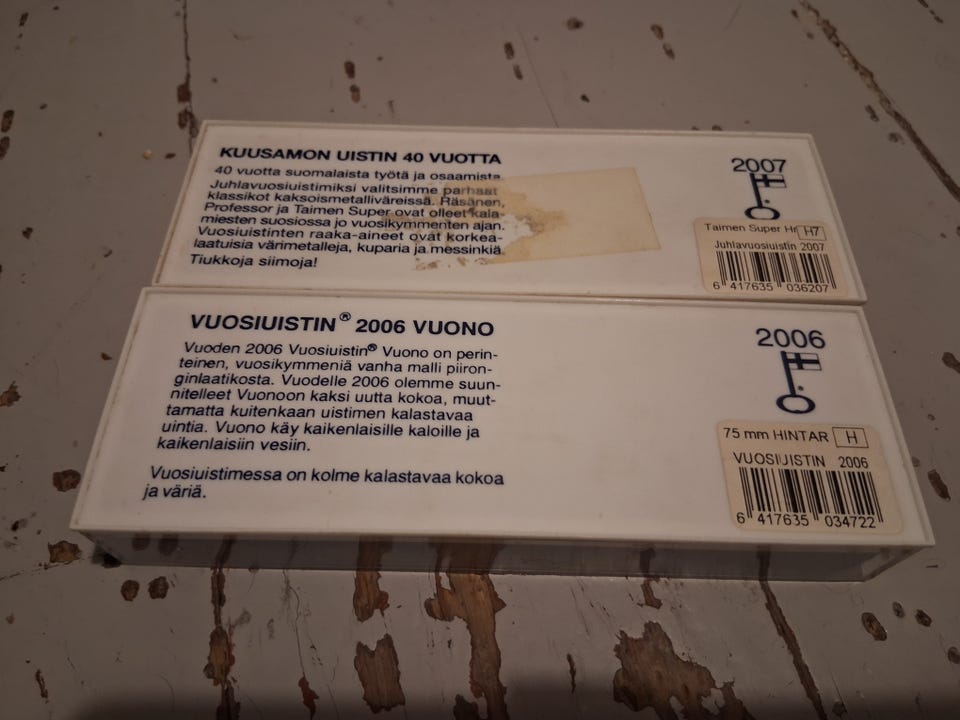 KUUSAMON UISTIN 40 VUOTTA
40 vuotta suomalaista työtä ja osaamista.
Juhlavuosiuistimiksi valitsimme parhaat
klassikot kaksoismetalliväreissä. Räsänen,
Professor ja Taimen Super ovat olleet kala-
miesten suosiossa jo vuosikymmenten ajan.
Vuosiuistinten raaka-aineet ovat korkea-
laatuisia värimetalleja, kuparia ja messinkiä.
Tiukkoja siimoja!
2007
Taimen Super Hr H7
Juhlavuosiuistin 2007
6 417635 036207
VUOSIUISTIN® 2006 VUONO
Vuoden 2006 Vuosiuistin® Vuono on perin-
teinen, vuosikymmeniä vanha malli piiron-
ginlaatikosta. Vuodelle 2006 olemme suun-
nitelleet Vuonoon kaksi uutta kokoa, muut-
tamatta kuitenkaan uistimen kalastavaa
uintia. Vuono käy kaikenlaisille kaloille ja
kaikenlaisiin vesiin.
Vuosiuistimessa on kolme kalastavaa kokoa
ja väriä.
2006
75 mm HINTAR H
VUOSIUISTIN 2006
6 417635 034722